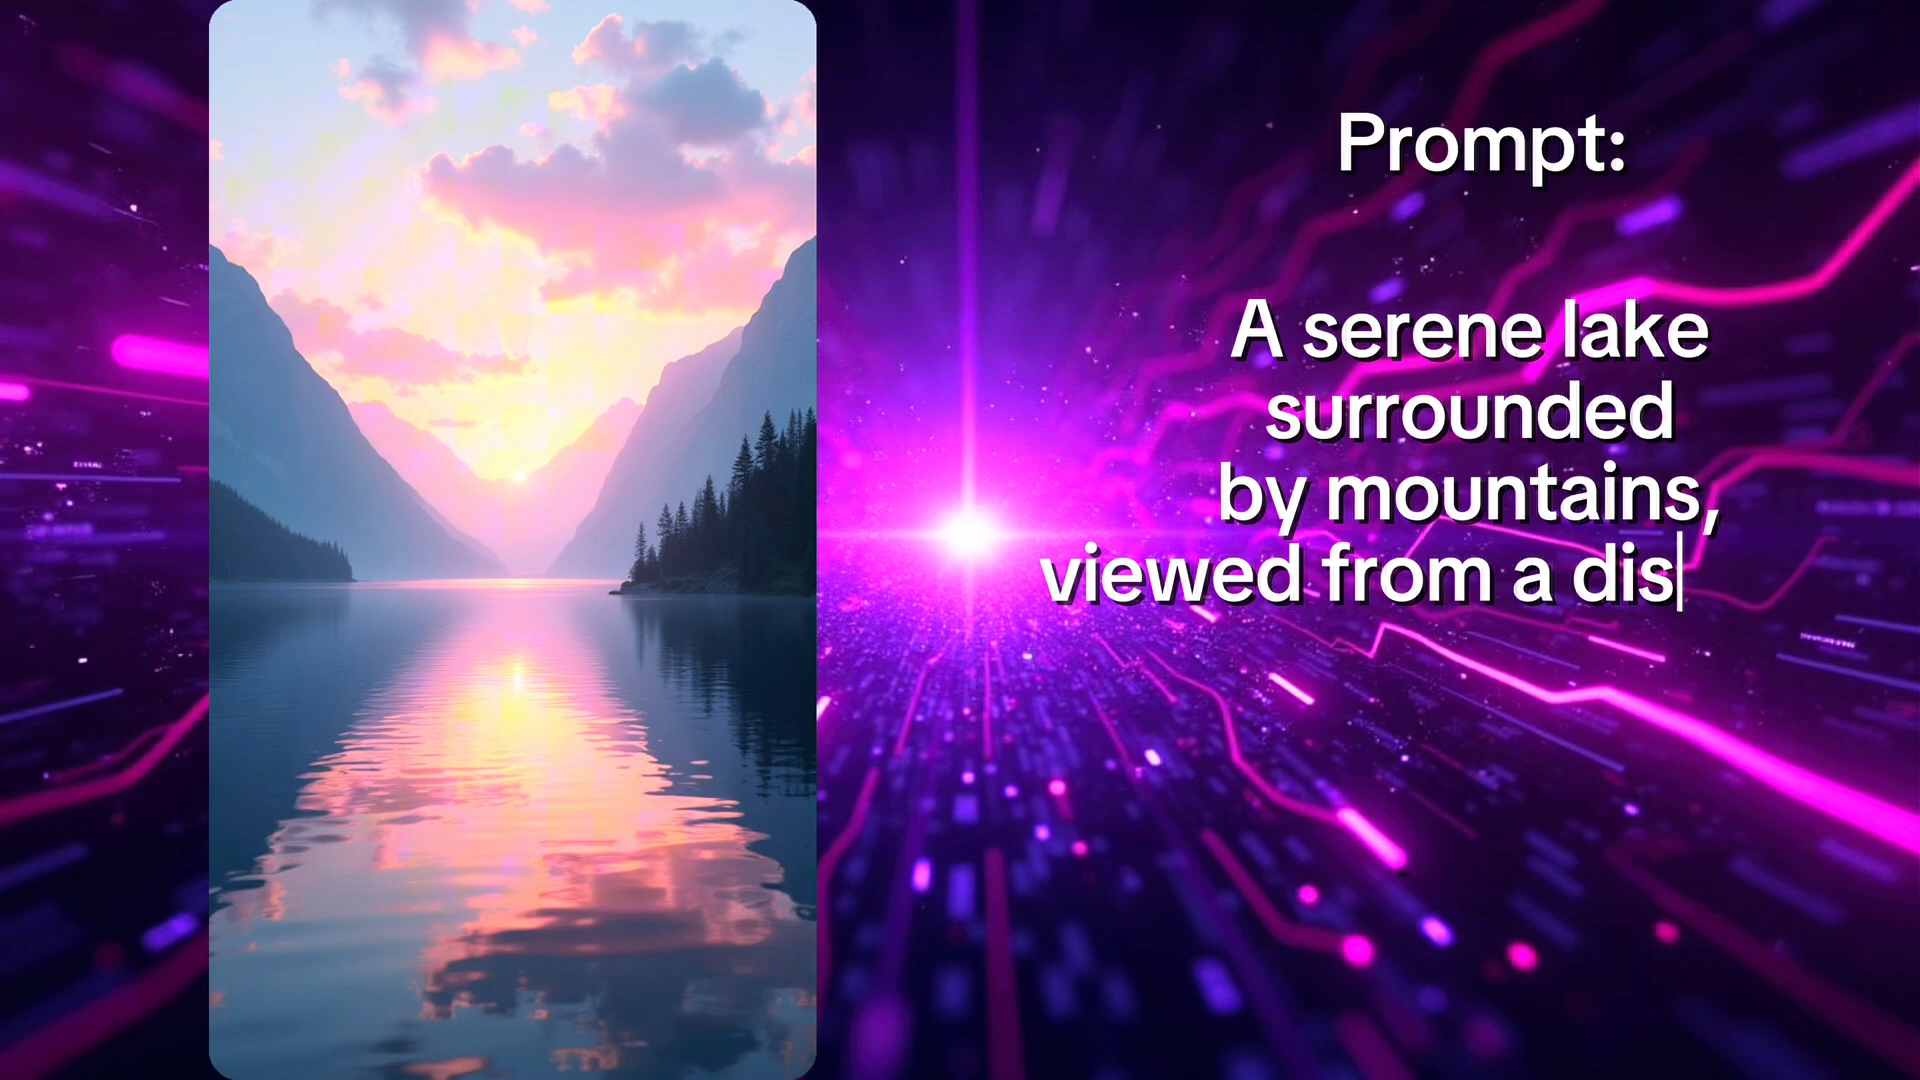 Prompt:
A serene lake
surrounded
by mountains,
viewed from a dis